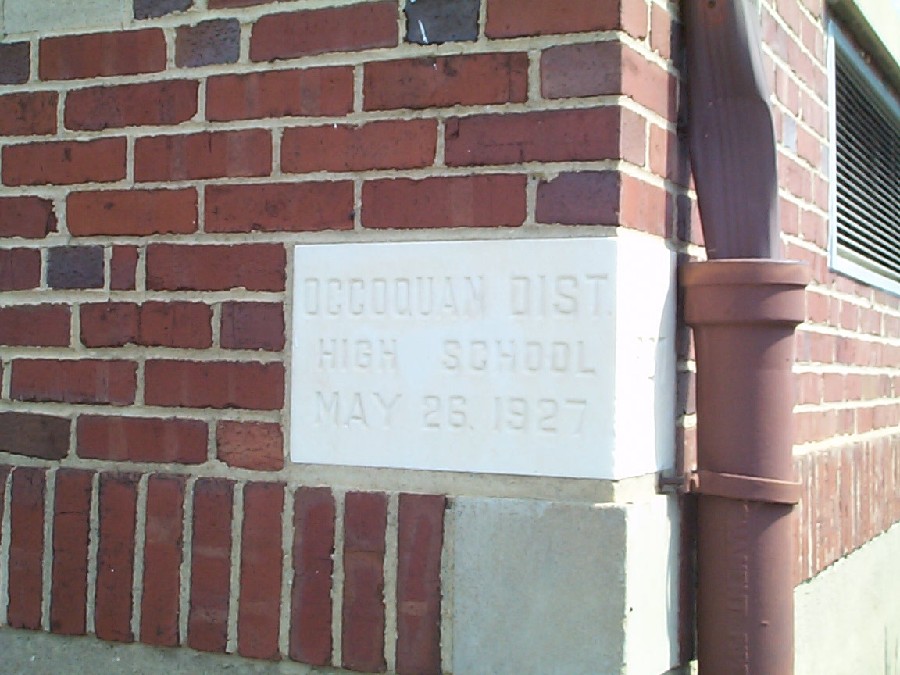 OCCOQUAN DIST.
HIGH SCHOOL
MAY 26, 1927